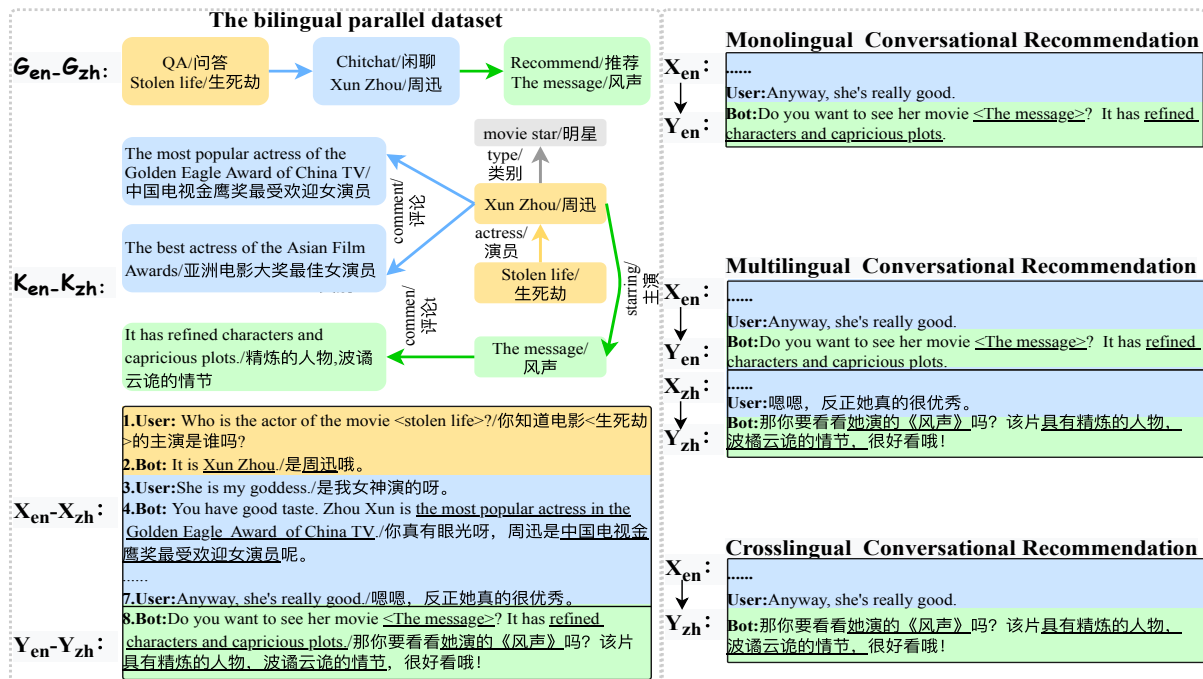 The bilingual parallel dataset
G_en-G_zh:
QA/问答
Stolen life/生死劫
Chitchat/闲聊
Xun Zhou/周迅
Recommend/推荐
The message/风声
K_en-K_zh:
movie star/明星
type/
类别
The most popular actress of the
Golden Eagle Award of China TV/
中国电视金鹰奖最受欢迎女演员
comment/
评论
Xun Zhou/周迅
actress/
演员
The best actress of the Asian Film
Awards/亚洲电影大奖最佳女演员
Stolen life/
生死劫
starring/
主演
It has refined characters and
capricious plots./精炼的人物,波谲
云诡的情节
commen/
评论t
The message/
风声
X_en-X_zh:
1.User: Who is the actor of the movie <stolen life>?/你知道电影<生死劫
>的主演是谁吗?
2.Bot: It is Xun Zhou./是周迅哦。
3.User:She is my goddess./是我女神演的呀。
4.Bot: You have good taste. Zhou Xun is the most popular actress in the
Golden Eagle Award of China TV./你真有眼光呀，周迅是中国电视金
鹰奖最受欢迎女演员呢。
......
7.User:Anyway, she's really good./嗯嗯，反正她真的很优秀。
Y_en-Y_zh:
8.Bot:Do you want to see her movie <The message>? It has refined
characters and capricious plots./那你要看看她演的《风声》吗？该片
具有精炼的人物，波谲云诡的情节，很好看哦！
Monolingual Conversational Recommendation
X_en:
......
User:Anyway, she's really good.
Y_en:
Bot:Do you want to see her movie <The message>? It has refined
characters and capricious plots.
Multilingual Conversational Recommendation
X_en:
......
User:Anyway, she's really good.
Y_en:
Bot:Do you want to see her movie <The message>? It has refined
characters and capricious plots.
X_zh:
......
User:嗯嗯，反正她真的很优秀。
Y_zh:
Bot:那你要看看她演的《风声》吗？该片具有精炼的人物，
波橘云诡的情节，很好看哦！
Crosslingual Conversational Recommendation
X_en:
......
User:Anyway, she's really good.
Y_zh:
Bot:那你要看看她演的《风声》吗？该片具有精炼的人物，
波谲云诡的情节，很好看哦！